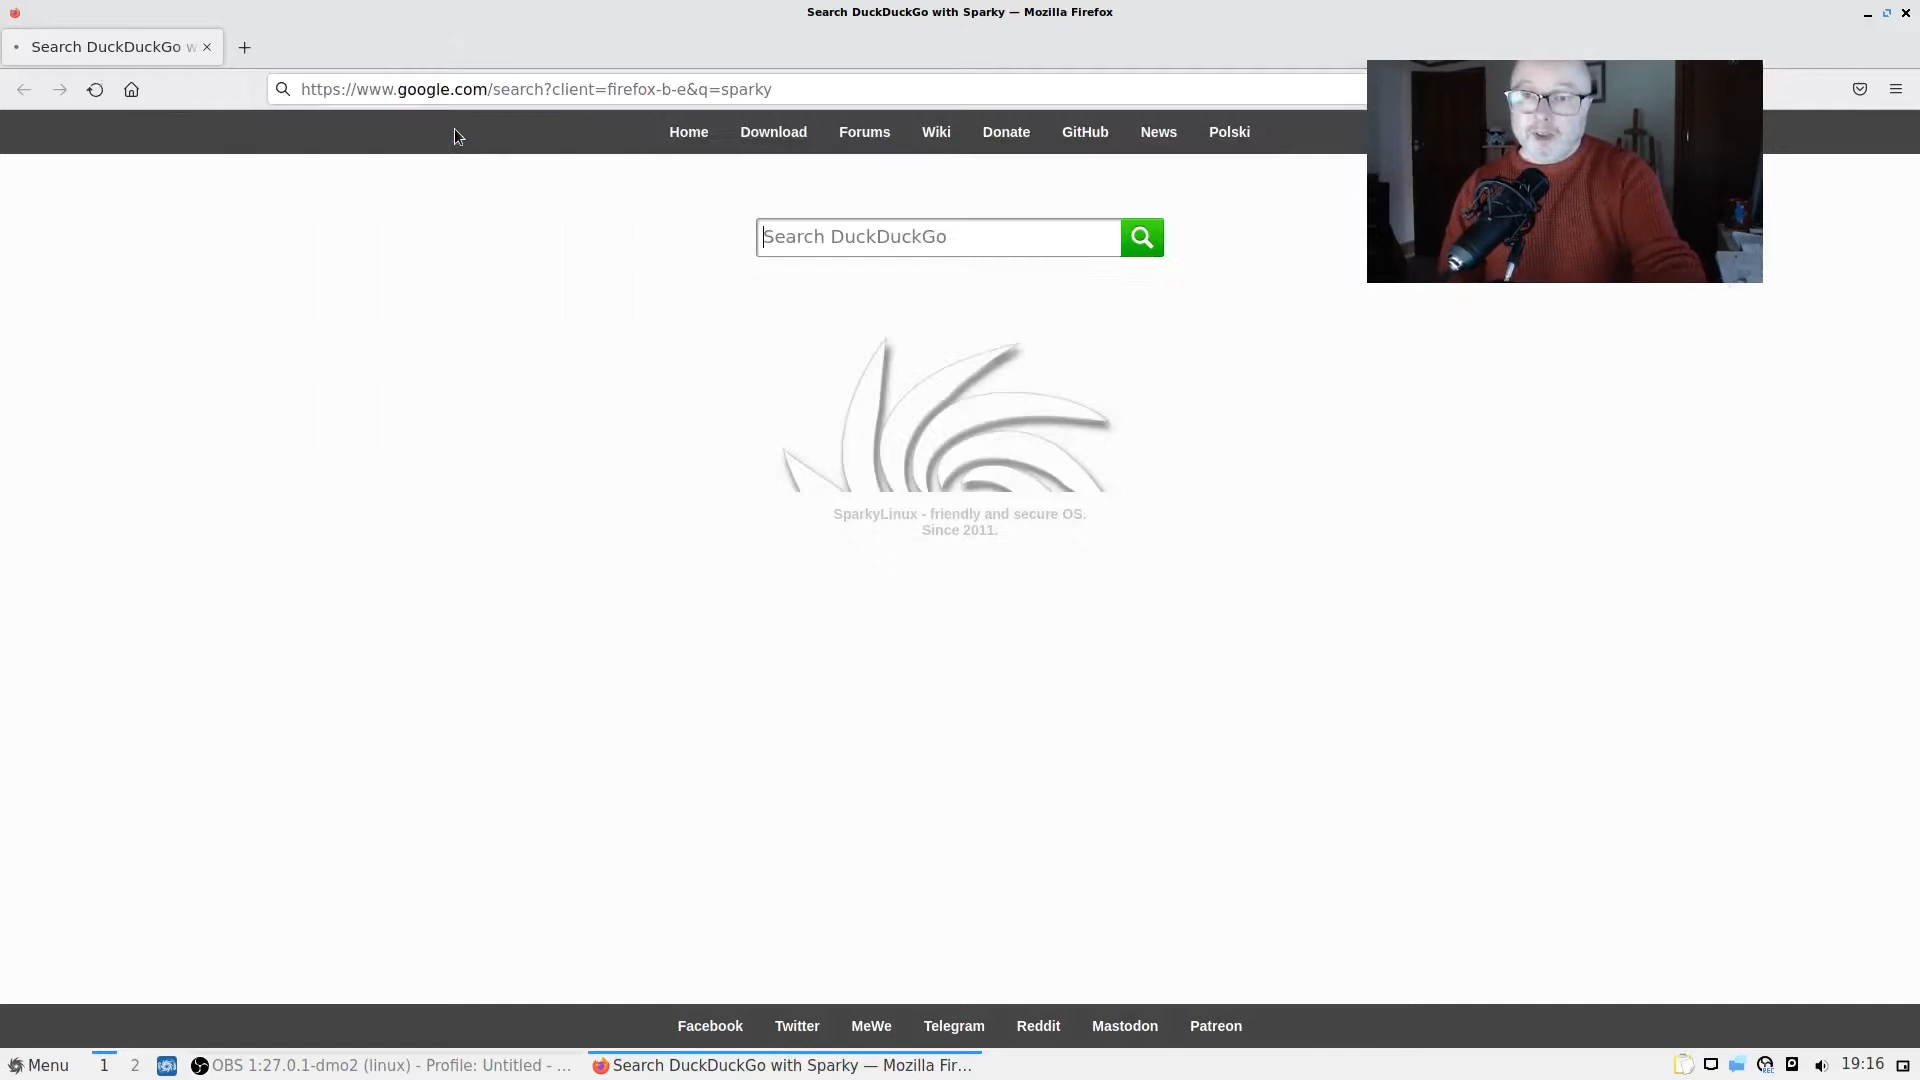 Search DuckDuckGo with Sparky — Mozilla Firefox
Search DuckDuckGo w
https://www.google.com/search?client=firefox-b-e&q=sparky
Home Download Forums Wiki Donate GitHub News Polski
Search DuckDuckGo
SparkyLinux - friendly and secure OS.
Since 2011.
Facebook Twitter MeWe Telegram Reddit Mastodon Patreon
Menu 1 2 OBS 1:27.0.1-dmo2 (linux) - Profile: Untitled - ... Search DuckDuckGo with Sparky — Mozilla Fir... REC 19:16